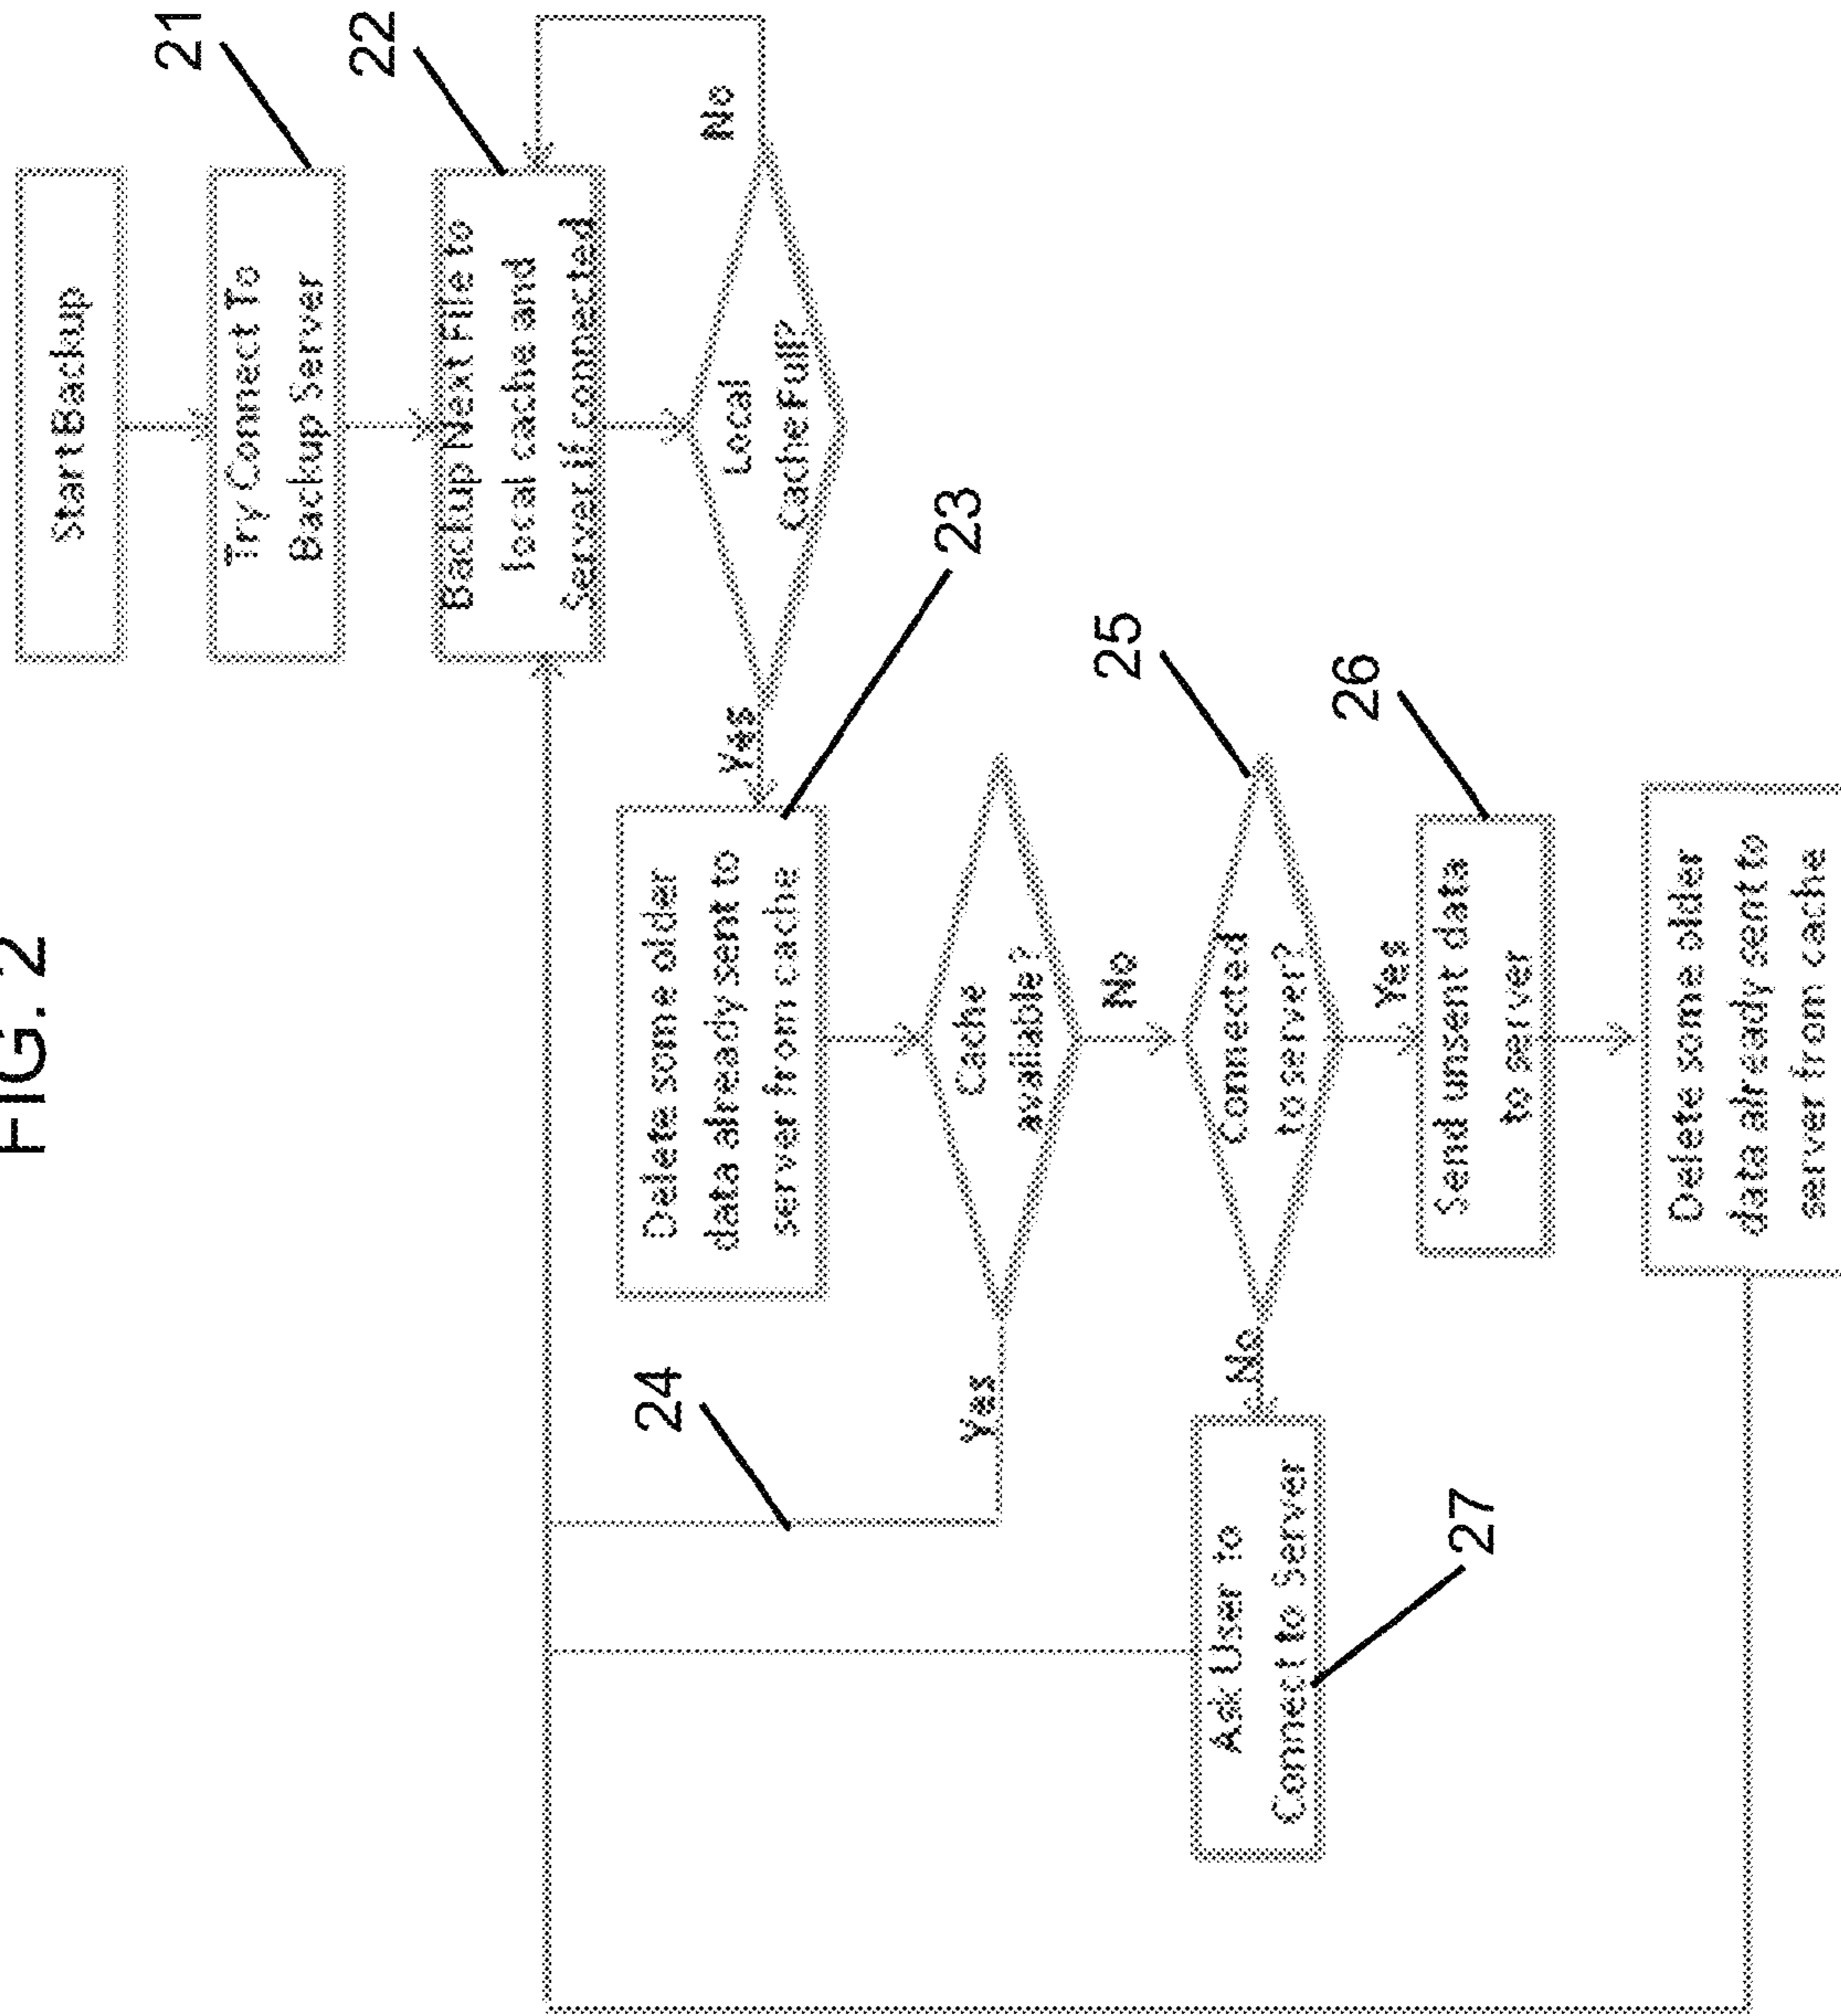 FIG. 2
Start Backup
21
Try Connect To
Backup Server
22
Backup Next File to
local cache and
Server if connected
Local
Cache Full?
No
Yes
23
Delete some older
data already sent to
server from cache
24
Cache
available?
Yes
No
25
Connected
to server?
No
Yes
26
Send unsent data
to server
27
Ask User to
Connect to Server
Delete some older
data already sent to
server from cache